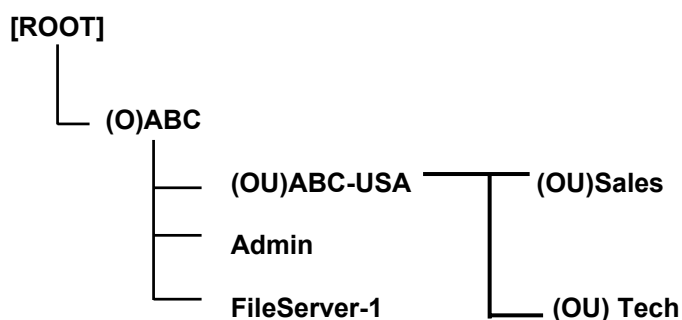 [ROOT]
(O)ABC
(OU)ABC-USA
(OU)Sales
Admin
FileServer-1
(OU) Tech